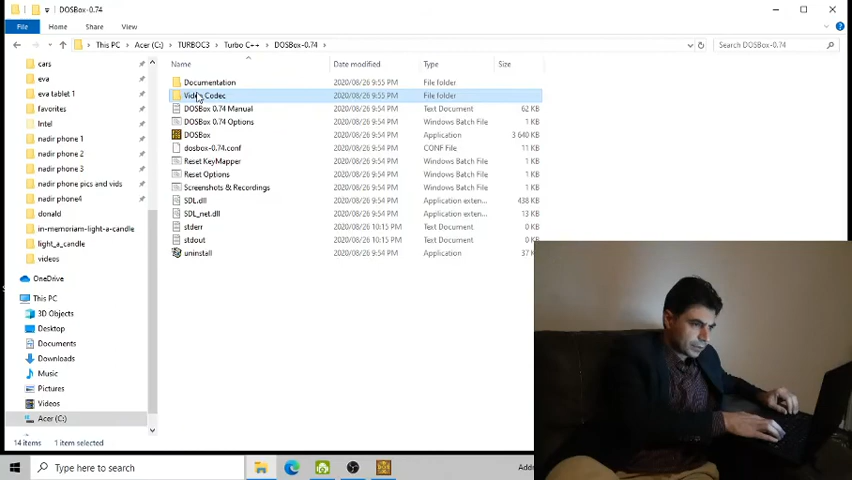 DOSBox-0.74
File Home Share View
This PC Acer (C:) TURBOC3 Turbo C++ DOSBox-0.74 Search DOSBox-0.74
Name Date modified Type Size
cars
eva
eva tablet 1
favorites
Intel
nadir phone 1
nadir phone 2
nadir phone 3
nadir phone pics and vids
nadir phone4
donald
in-memoriam-light-a-candle
light_a_candle
videos
OneDrive
This PC
3D Objects
Desktop
Documents
Downloads
Music
Pictures
Videos
Acer (C:)
Documentation 2020/08/26 9:55 PM File folder
Video Codec 2020/08/26 9:55 PM File folder
DOSBox 0.74 Manual 2020/08/26 9:54 PM Text Document 62 KB
DOSBox 0.74 Options 2020/08/26 9:54 PM Windows Batch File 1 KB
DOSBox 2020/08/26 9:54 PM Application 3 640 KB
dosbox-0.74.conf 2020/08/26 9:54 PM CONF File 11 KB
Reset KeyMapper 2020/08/26 9:54 PM Windows Batch File 1 KB
Reset Options 2020/08/26 9:54 PM Windows Batch File 1 KB
Screenshots & Recordings 2020/08/26 9:54 PM Windows Batch File 1 KB
SDL.dll 2020/08/26 9:54 PM Application exten... 438 KB
SDL_net.dll 2020/08/26 9:54 PM Application exten... 13 KB
stderr 2020/08/26 10:15 PM Text Document 0 KB
stdout 2020/08/26 10:15 PM Text Document 0 KB
uninstall 2020/08/26 9:54 PM Application 37
14 items 1 item selected
Type here to search